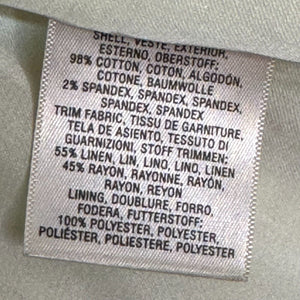 SHELL, VESTE, EXTERIOR,
ESTERNO, OBERSTOFF:
98% COTTON, COTON, ALGODÓN,
COTONE, BAUMWOLLE
2% SPANDEX, SPANDEX, SPANDEX,
SPANDEX, SPANDEX
TRIM FABRIC, TISSU DE GARNITURE,
TELA DE ASIENTO, TESSUTO DI
GUARNIZIONI, STOFF TRIMMEN:
55% LINEN, LIN, LINO, LINO, LINEN
45% RAYON, RAYONNE, RAYÓN,
RAYON, REYON
LINING, DOUBLURE, FORRO,
FODERA, FUTTERSTOFF:
100% POLYESTER, POLYESTER,
POLIÉSTER, POLIESTERE, POLYESTER